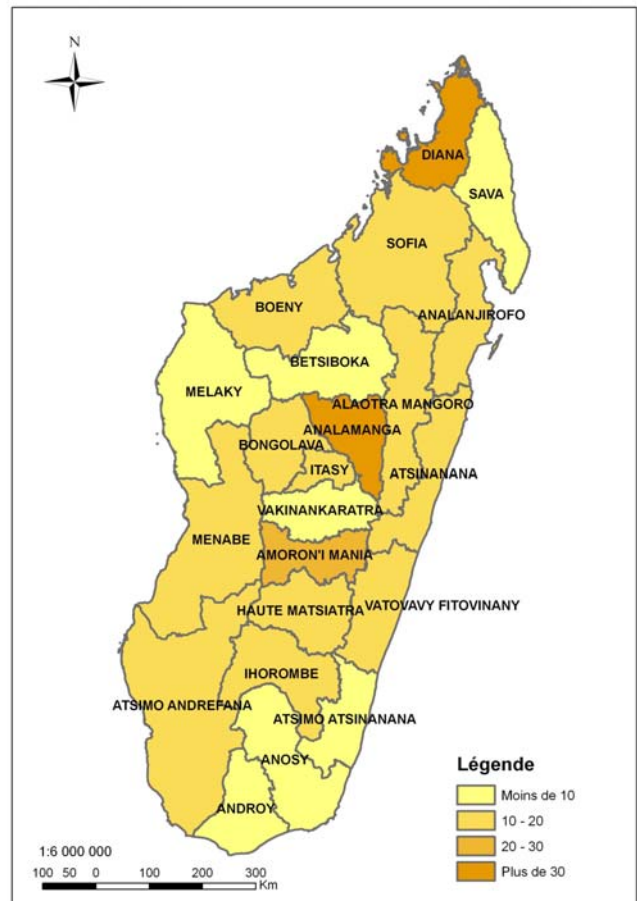 N
DIANA
SAVA
SOFIA
BOENY
ANALANJIROFO
BETSIBOKA
MELAKY
ALAOTRA MANGORO
ANALAMANGA
BONGOLAVA
ITASY
ATSINANANA
VAKINANKARATRA
MENABE
AMORON'I MANIA
HAUTE MATSIATRA
VATOVAVY FITOVINANY
IHOROMBE
ATSIMO ANDREFANA
ATSIMO ATSINANANA
ANOSY
ANDROY
Légende
Moins de 10
10 - 20
20 - 30
Plus de 30
1:6 000 000
100 50 0 100 200 300
Km